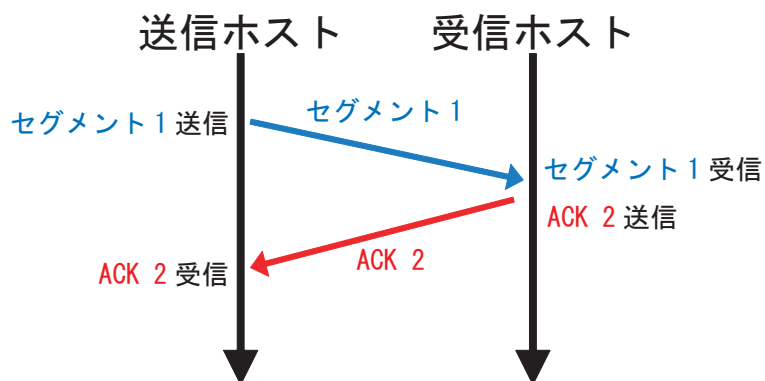 送信ホスト 受信ホスト
セグメント1送信
セグメント1
セグメント1受信
ACK 2送信
ACK 2
ACK 2受信